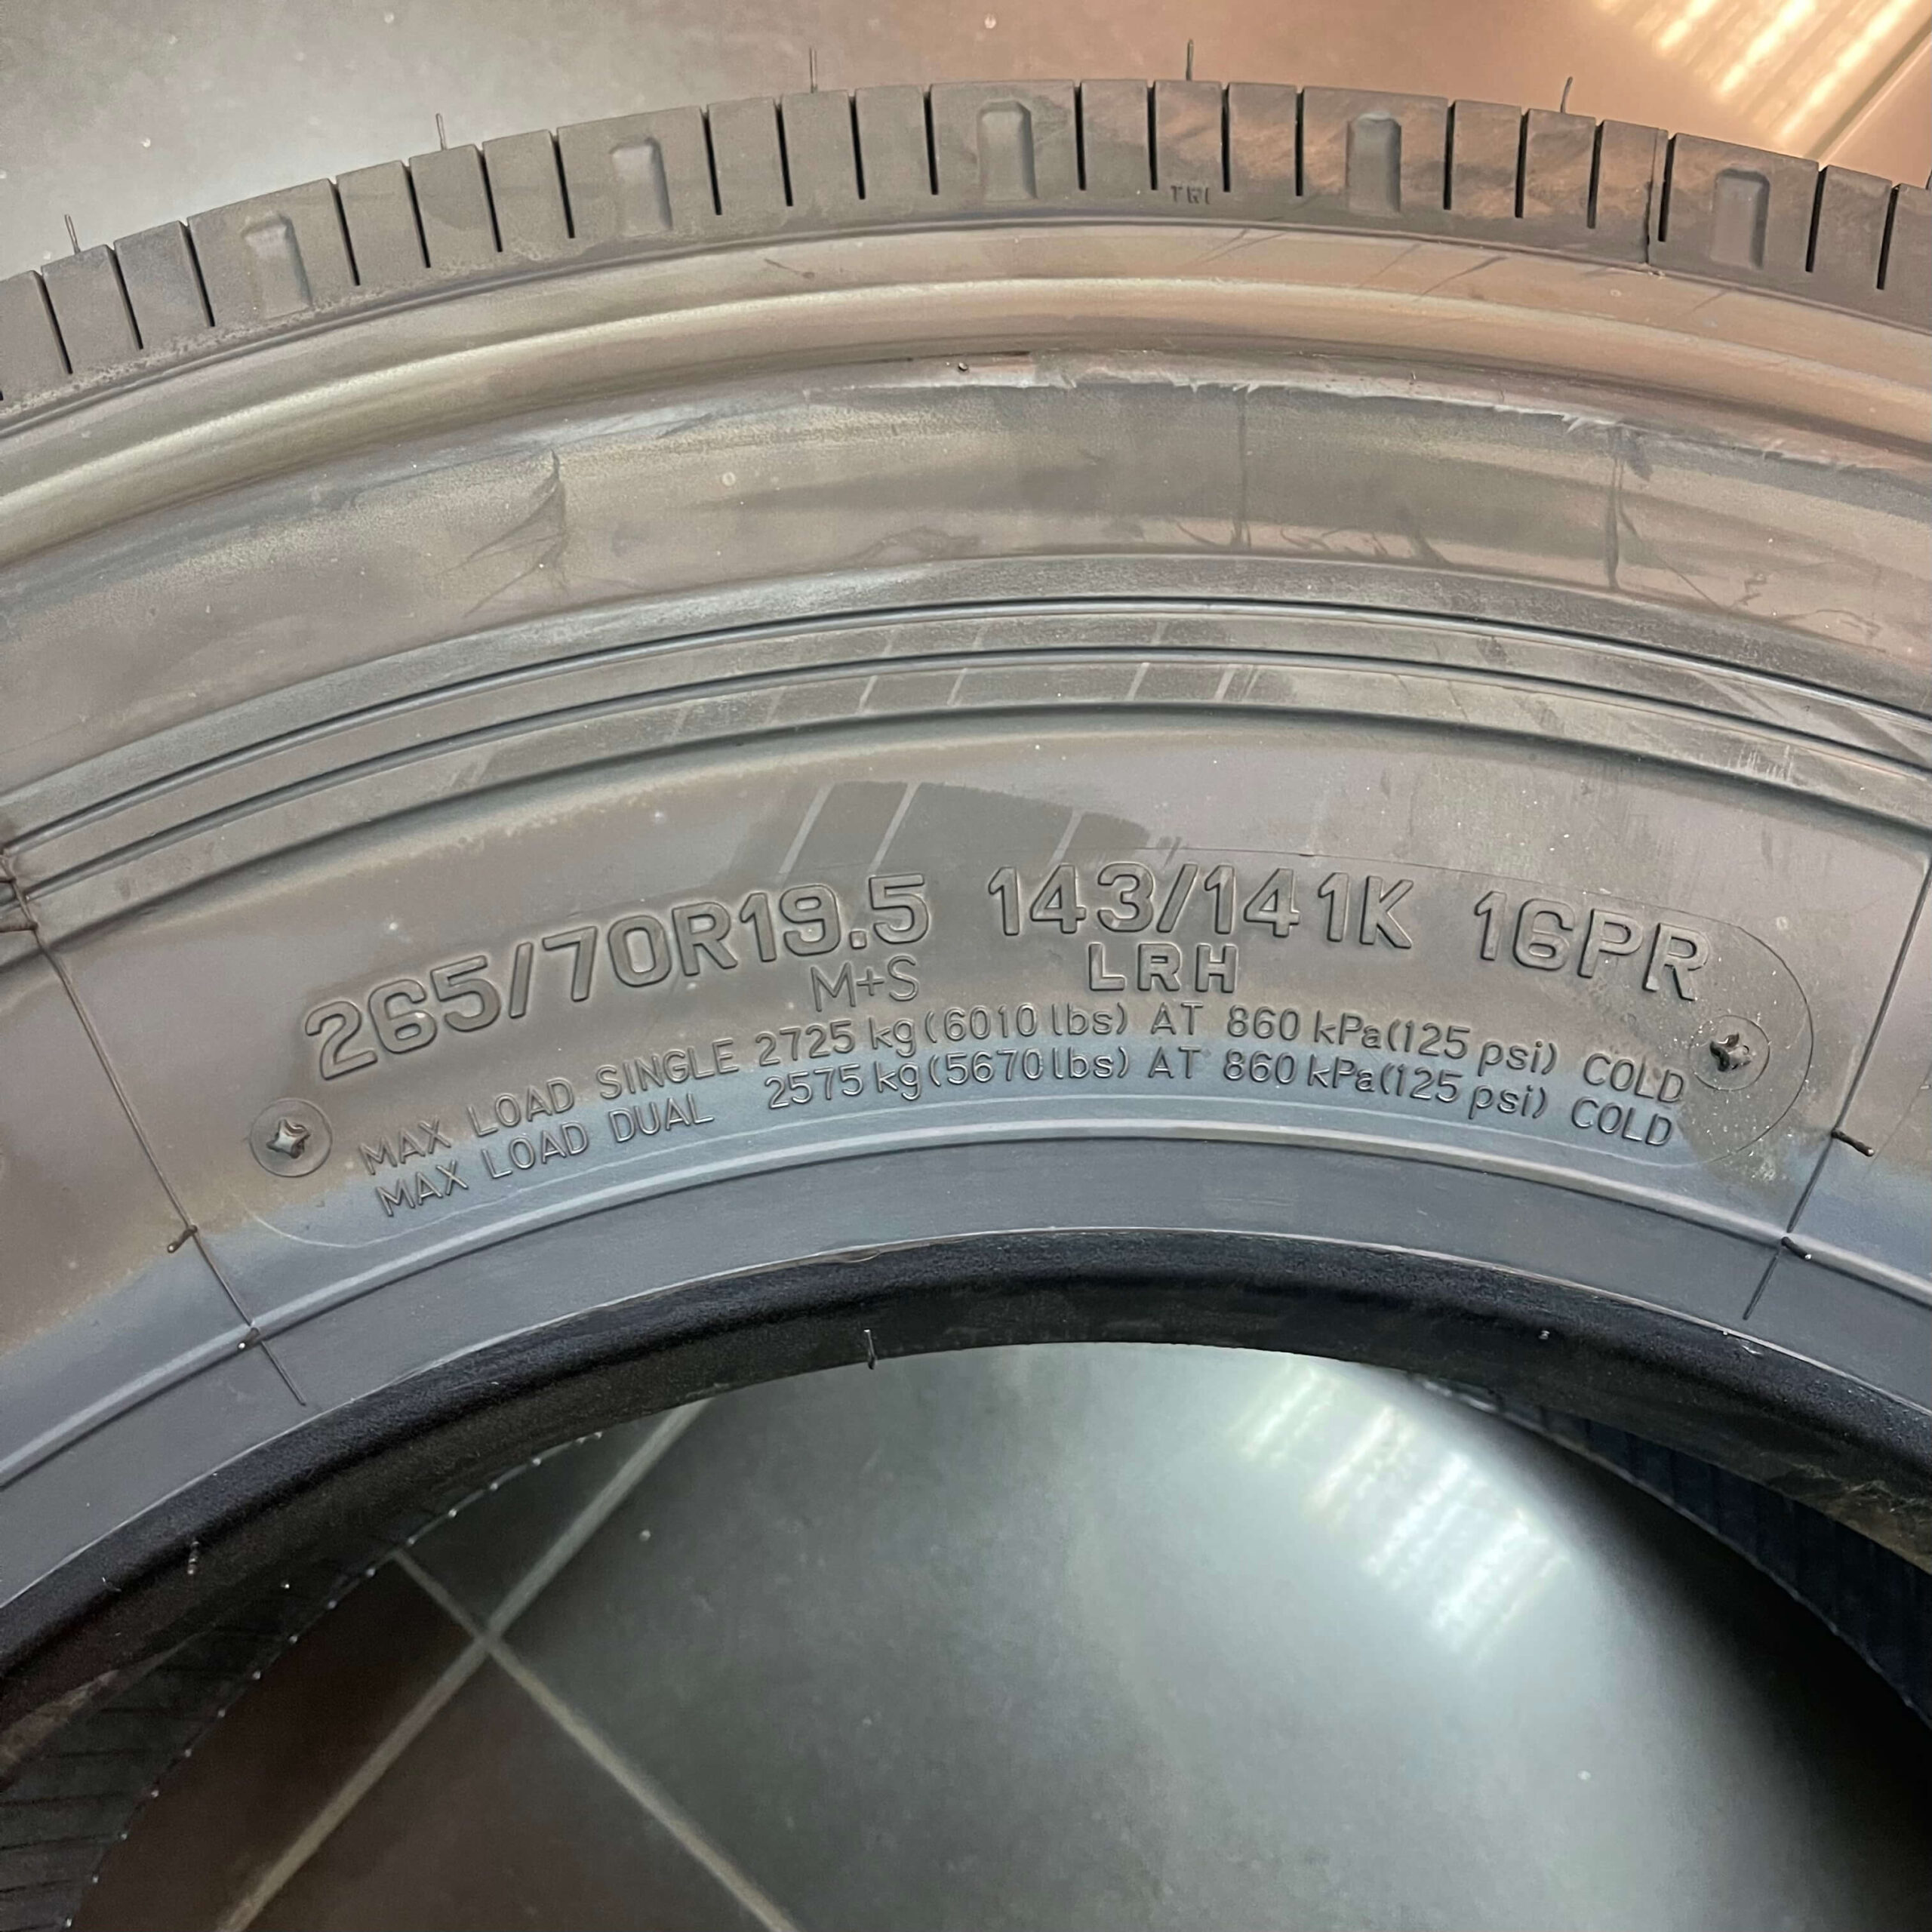 TRI
265/70R19.5 143/141K 16PR
M+S LRH
MAX LOAD SINGLE 2725 kg(6010 lbs) AT 860 kPa(125 psi) COLD
MAX LOAD DUAL 2575 kg(5670 lbs) AT 860 kPa(125 psi) COLD